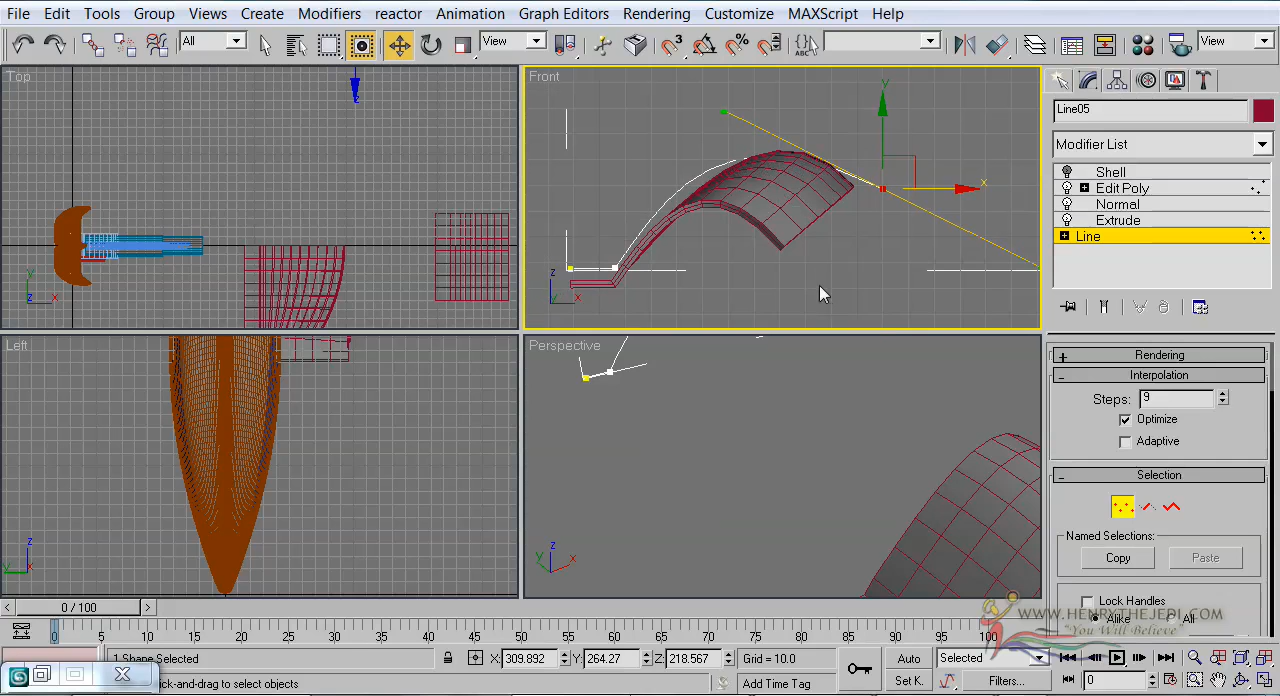 File Edit Tools Group Views Create Modifiers reactor Animation Graph Editors Rendering Customize MAXScript Help
All View 3 % ABC View
Top Front
Line05
Modifier List
Shell
Edit Poly
Normal
Extrude
Line
y x z
z x
y z x
Left Perspective
Rendering
Interpolation
Steps: 9
Optimize
Adaptive
Selection
Named Selections:
Copy Paste
Lock Handles
Alike All
WWW.HENRYTHEJEDI.COM
"You Will Believe"
z y
z y x
0 / 100
0 5 10 15 20 25 30 35 40 45 50 55 60 65 70 75 80 85 90 95 100
1 Shape Selected X: 309.892 Y: 264.27 Z: 218.567 Grid = 10.0 Auto Selected
ick-and-drag to select objects Add Time Tag Set K. Filters... 0